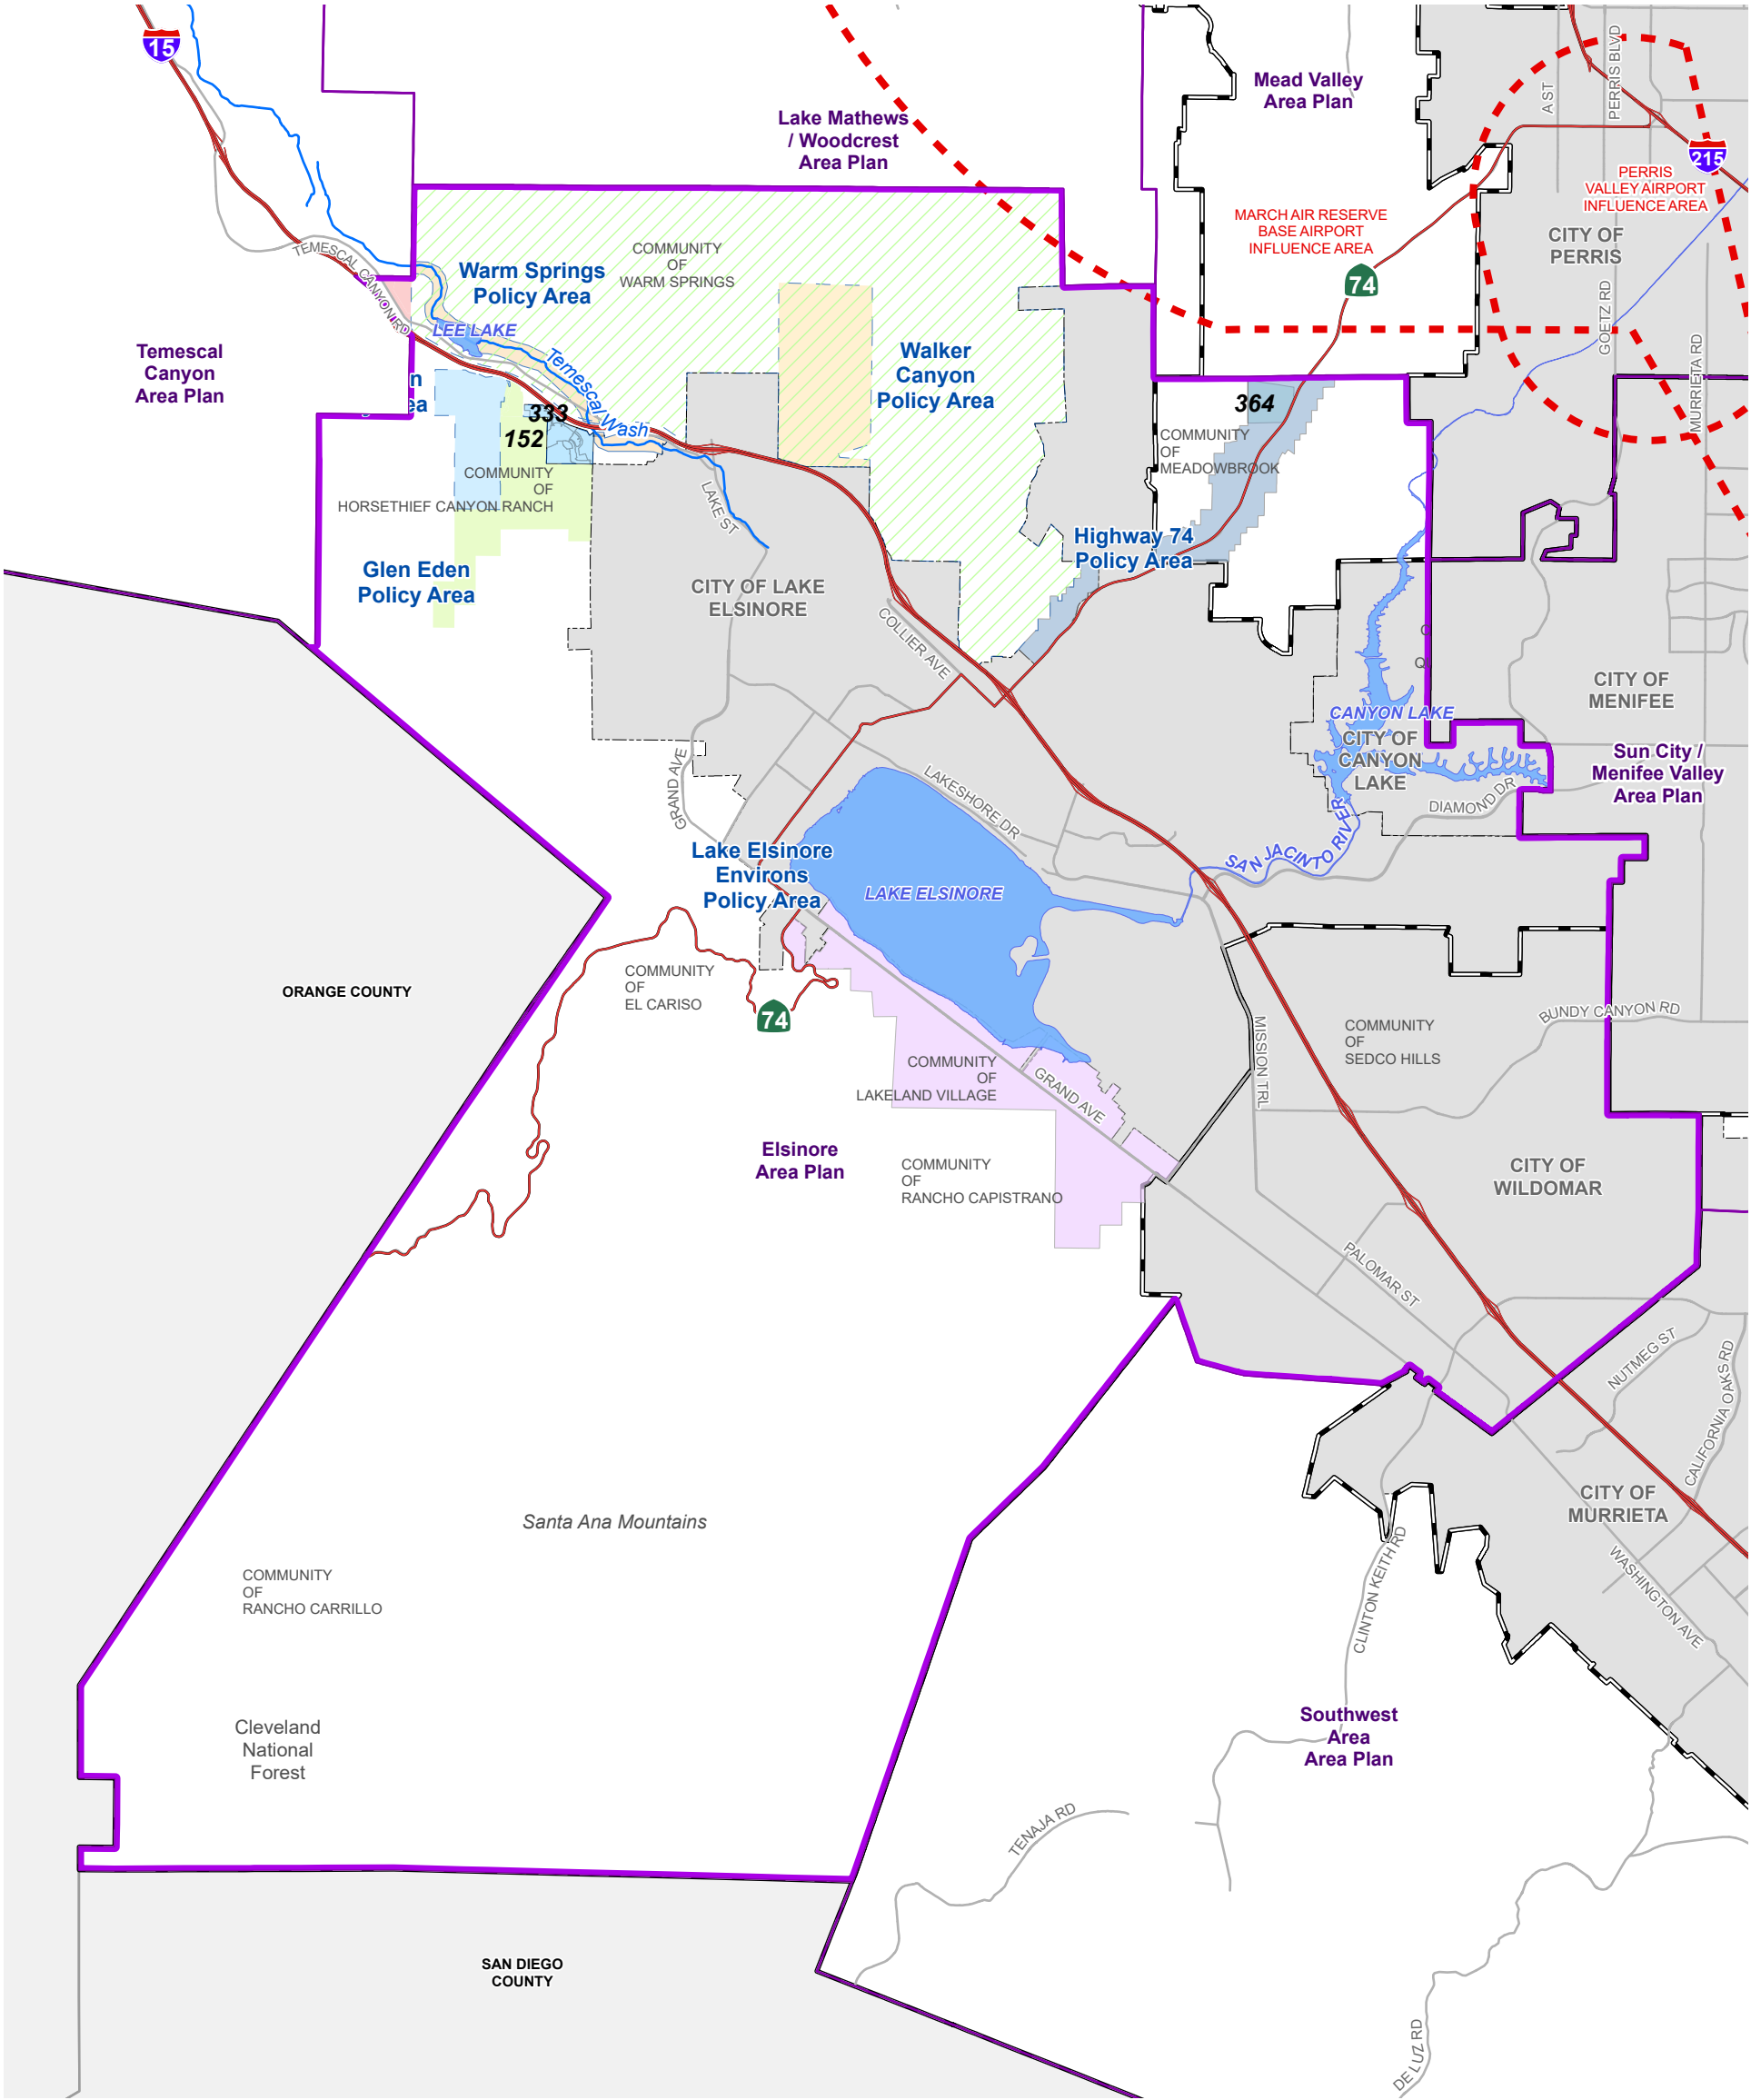 15
Mead Valley
Area Plan
A ST
PERRIS BLVD
Lake Mathews
/ Woodcrest
Area Plan
215
PERRIS
VALLEY AIRPORT
INFLUENCE AREA
MARCH AIR RESERVE
BASE AIRPORT
INFLUENCE AREA
CITY OF
PERRIS
74
TEMESCAL CANYON RD
Warm Springs
Policy Area
COMMUNITY
OF
WARM SPRINGS
GOETZ RD
MURRIETA RD
LEE LAKE
Temescal Wash
Temescal
Canyon
Area Plan
n
ea
Walker
Canyon
Policy Area
333
152
364
COMMUNITY
OF
MEADOWBROOK
COMMUNITY
OF
HORSETHIEF CANYON RANCH
LAKE ST
Highway 74
Policy Area
Glen Eden
Policy Area
CITY OF LAKE
ELSINORE
COLLIER AVE
CITY OF
MENIFEE
CANYON LAKE
CITY OF
CANYON
LAKE
Sun City /
Menifee Valley
Area Plan
GRAND AVE
LAKESHORE DR
DIAMOND DR
SAN JACINTO RIVER
Lake Elsinore
Environs
Policy Area
LAKE ELSINORE
ORANGE COUNTY
COMMUNITY
OF
EL CARISO
74
BUNDY CANYON RD
MISSION TRL
COMMUNITY
OF
SEDCO HILLS
COMMUNITY
OF
LAKELAND VILLAGE
GRAND AVE
Elsinore
Area Plan
COMMUNITY
OF
RANCHO CAPISTRANO
CITY OF
WILDOMAR
PALOMAR ST
NUTMEG ST
CALIFORNIA OAKS RD
CITY OF
MURRIETA
Santa Ana Mountains
CLINTON KEITH RD
WASHINGTON AVE
COMMUNITY
OF
RANCHO CARRILLO
Cleveland
National
Forest
Southwest
Area
Area Plan
TENAJA RD
SAN DIEGO
COUNTY
DE LUZ RD